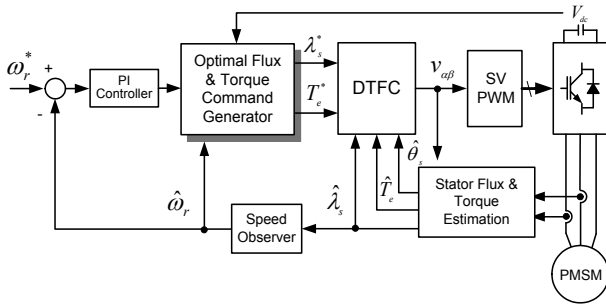 V_dc
ω_r^*
+
-
PI
Controller
Optimal Flux
& Torque
Command
Generator
λ_s^*
T_e^*
DTFC
v_αβ
SV
PWM
θ̂_s
T̂_e
λ̂_s
ω̂_r
Stator Flux &
Torque
Estimation
Speed
Observer
PMSM